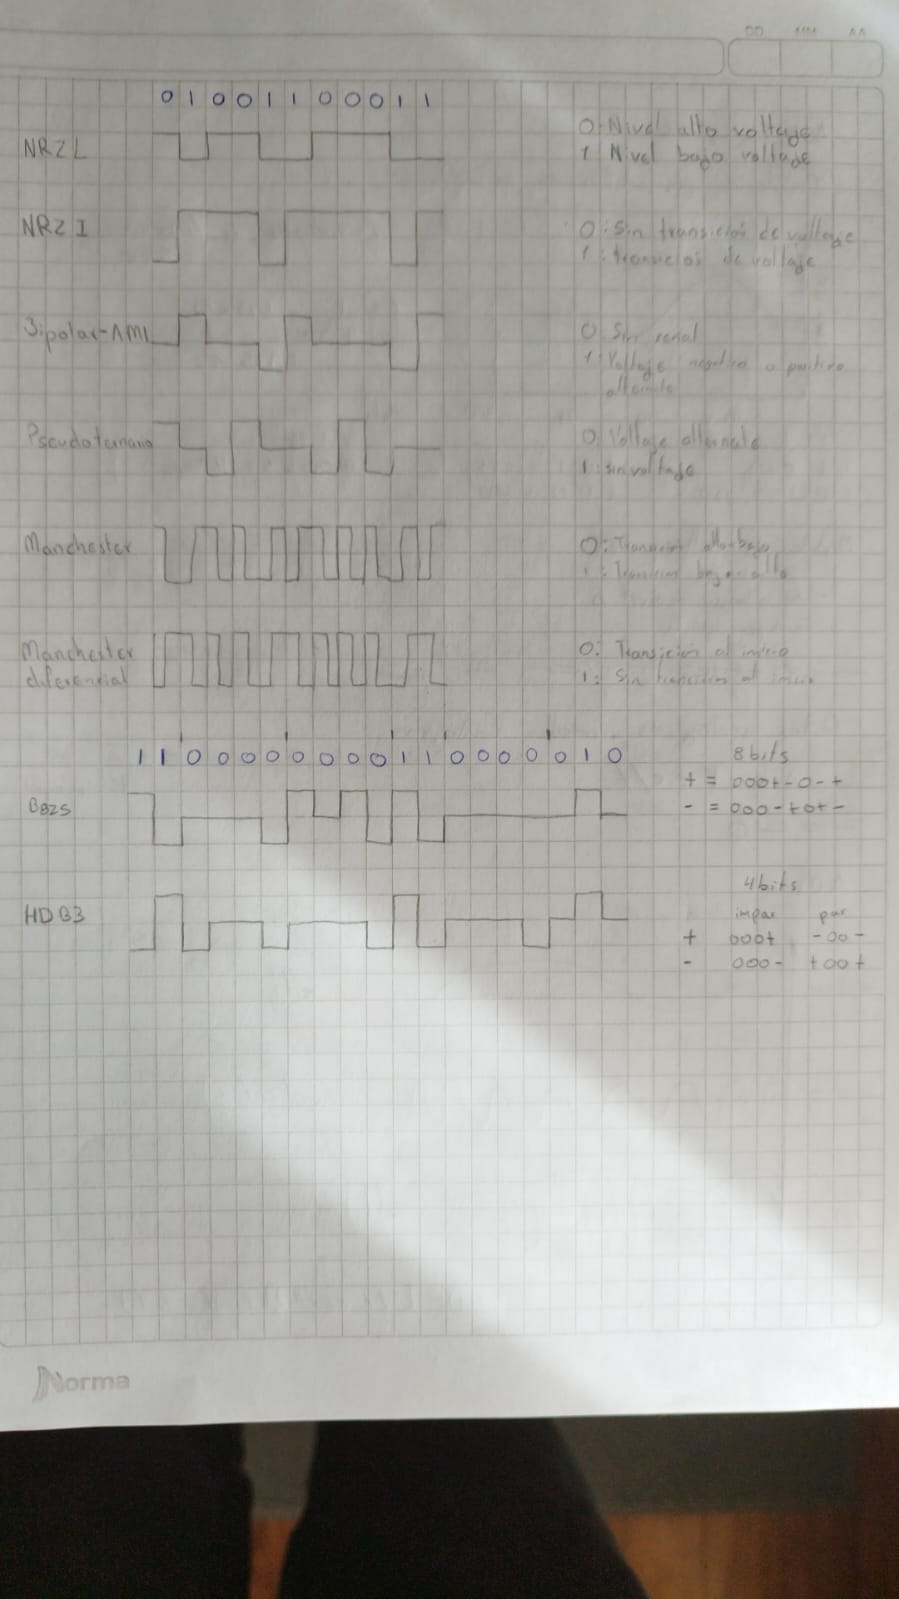 DD MM AA
0 1 0 0 1 1 0 0 0 1 1
NRZ L
0: Nivel alto voltaje
1 Nivel bajo voltaje
NRZ I
0: Sin transición de voltaje
1: transición de voltaje
Bipolar-AMI
0 Sin
1 Voltaje negativo o positivo
alternado
Pseudoternario
0 Voltaje alternado
1: sin voltaje
Manchester
0: Transición alto-bajo
1: Transición bajo-alto
Manchester
diferencial
0: Transición al inicio
1: Sin transición al inicio
1 1 0 0 0 0 0 0 0 0 1 1 0 0 0 0 0 1 0
8 bits
B8ZS
+ = 000+-0-+
- = 000-+0+-
4 bits
HDB3
impar par
+ 000+ -00-
- 000- +00+
Norma